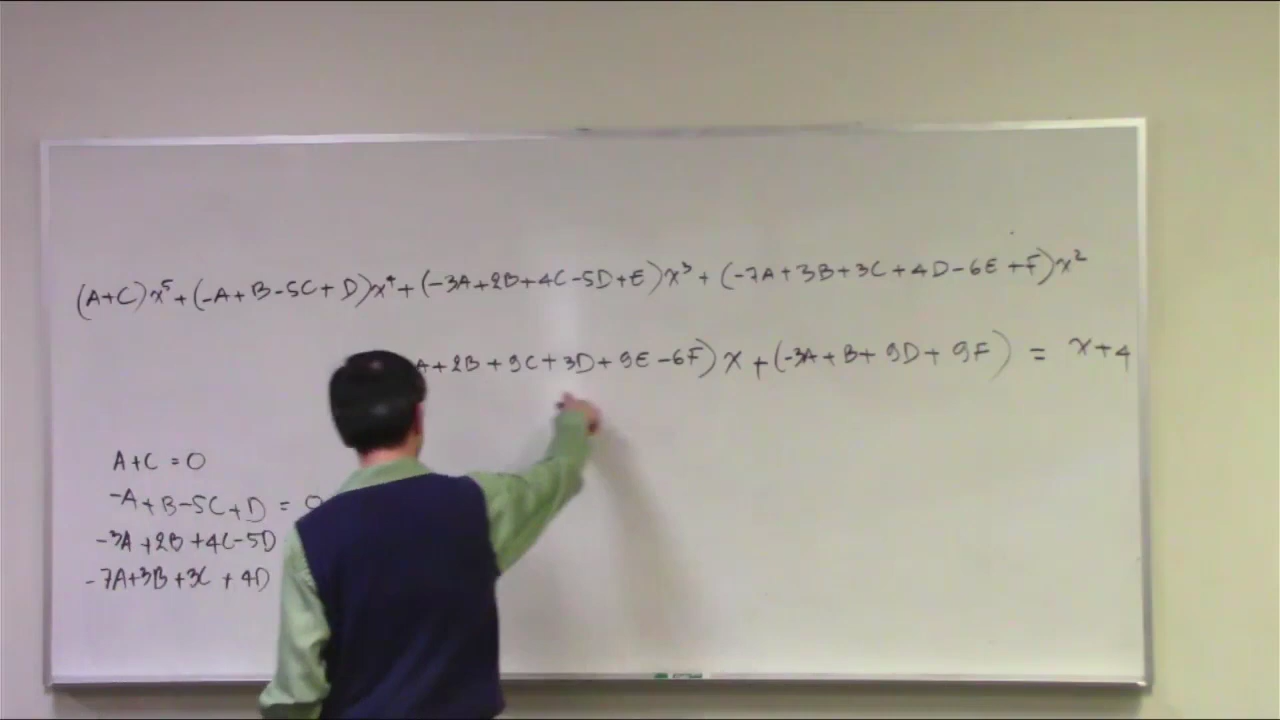 (A+C)x⁵+(-A+B-5C+D)x⁴+(-3A+2B+4C-5D+E)x³+(-7A+3B+3C+4D-6E+F)x²
A+2B+9C+3D+9E-6F)x+(-3A+B+9D+9F) = x+4
A+C=0
-A+B-5C+D = 0
-3A+2B+4C-5D
-7A+3B+3C+4D